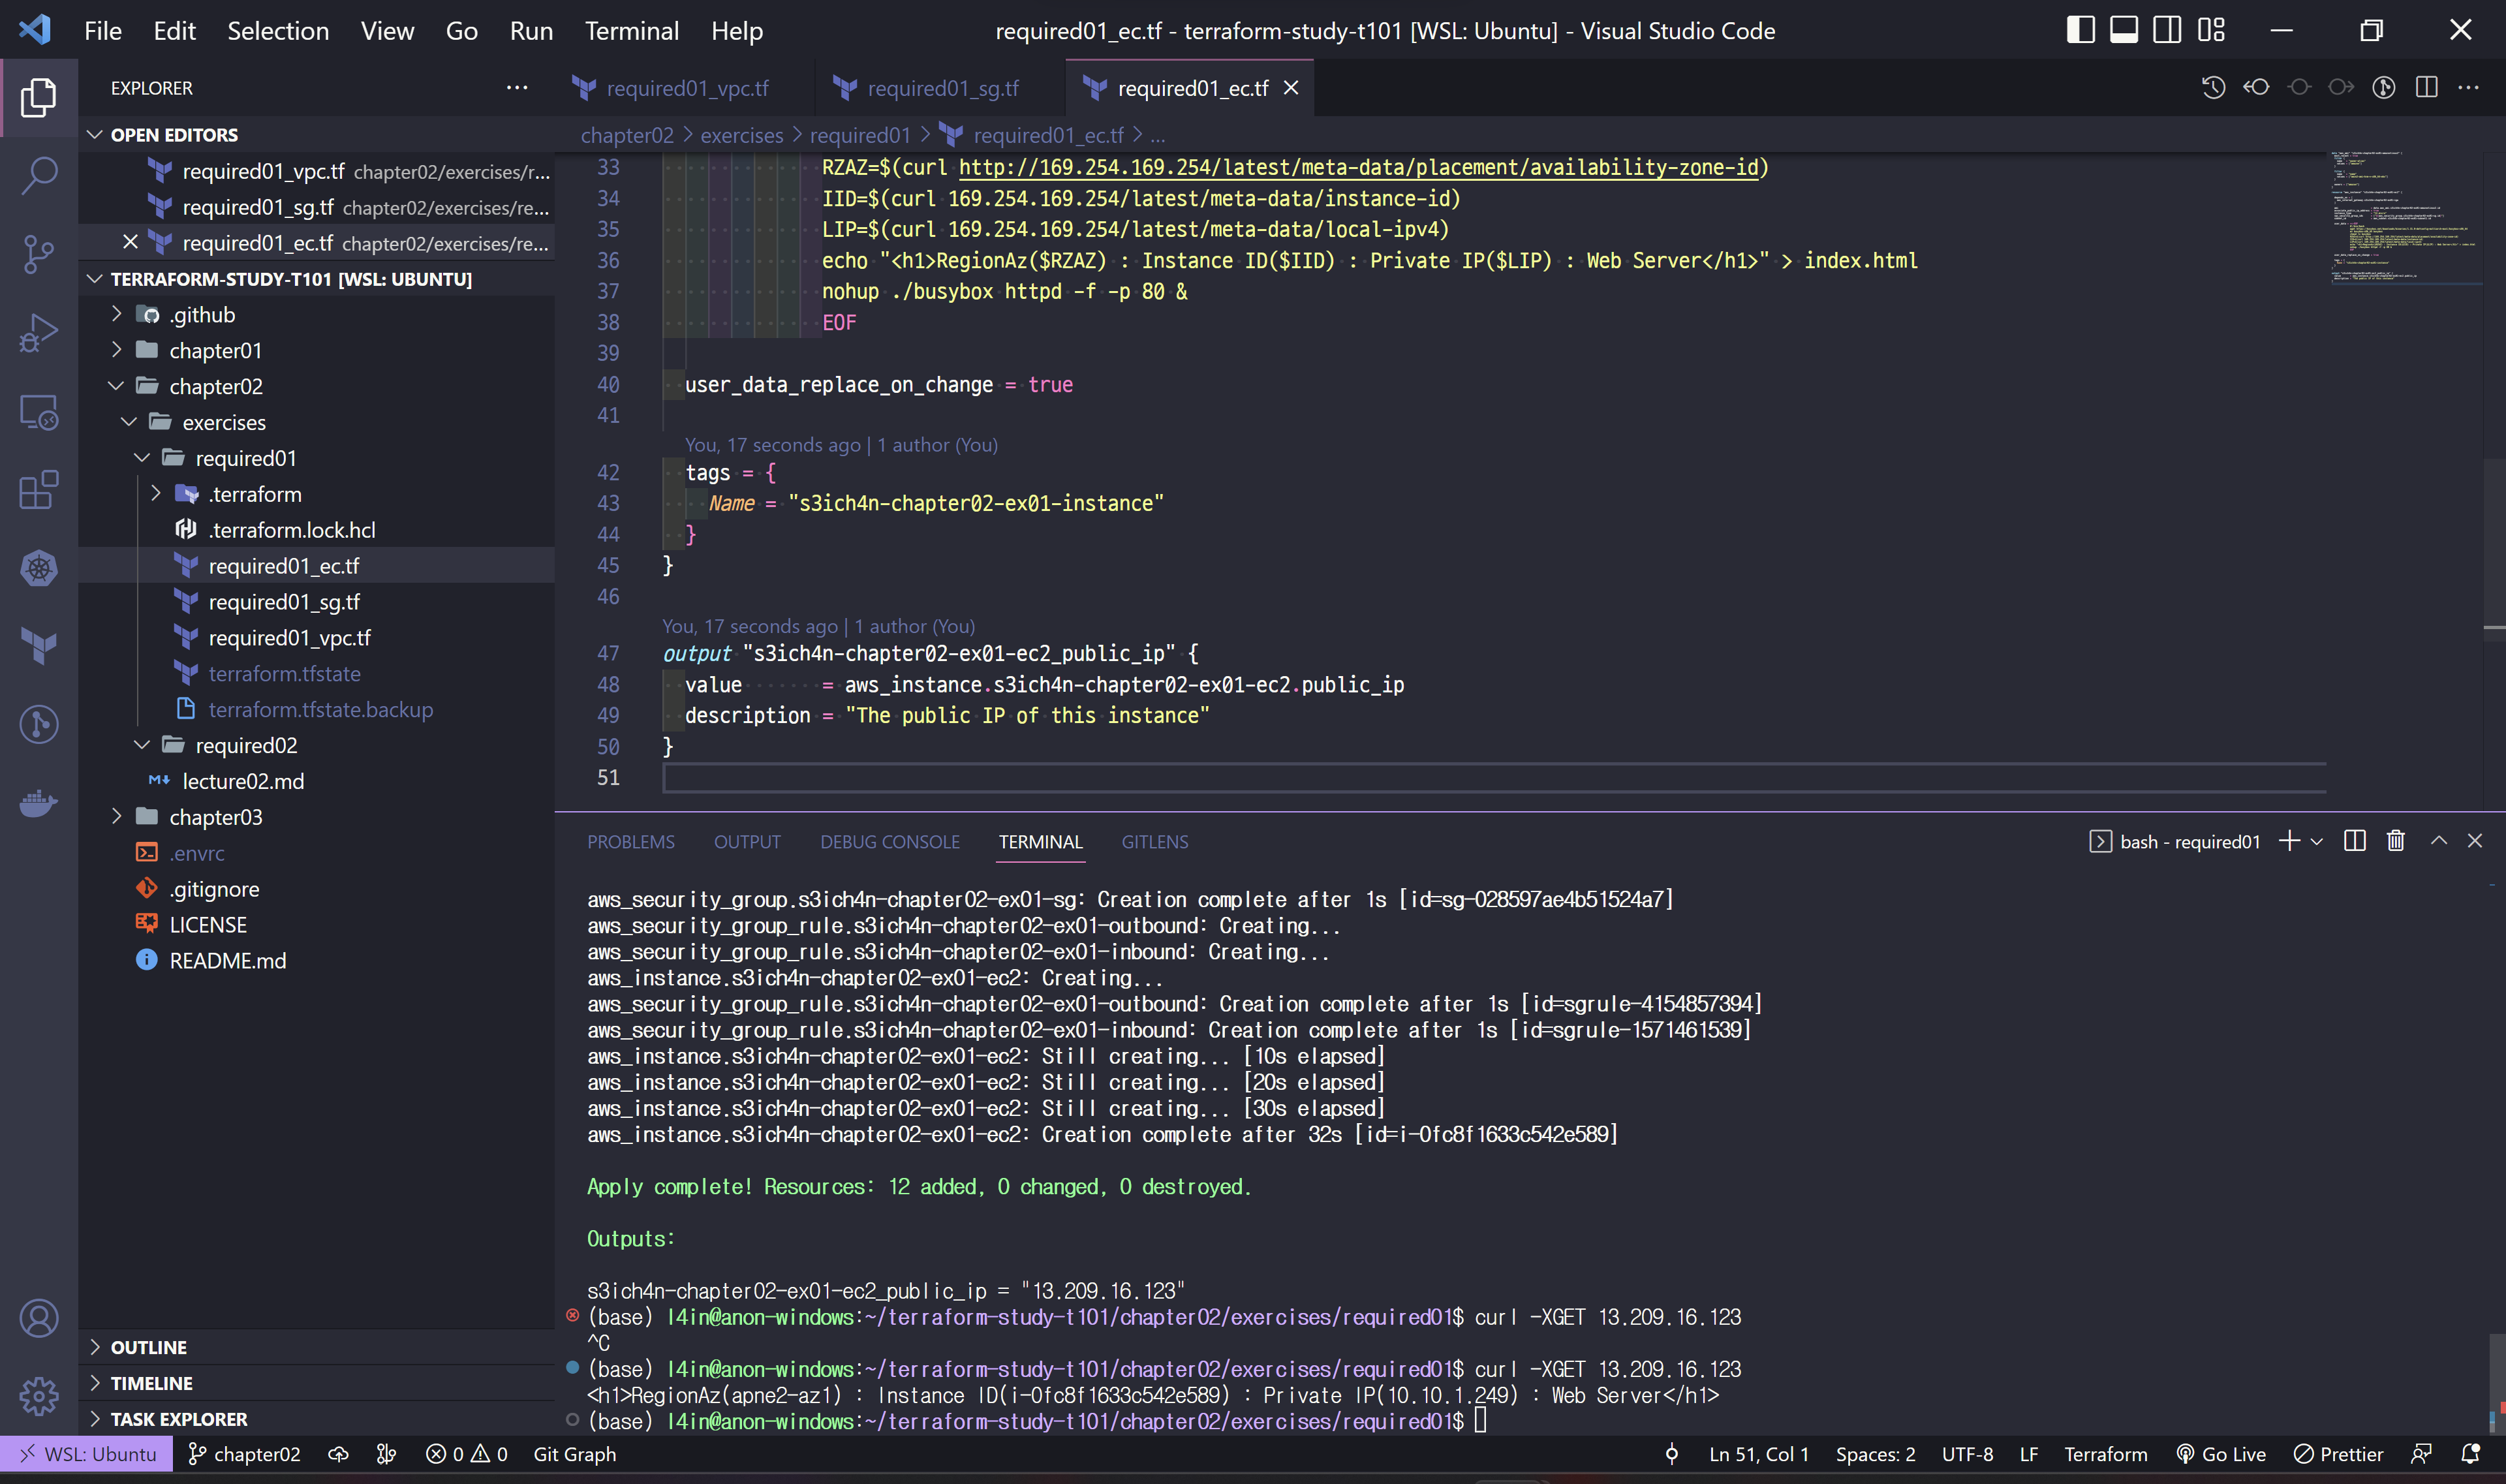 File Edit Selection View Go Run Terminal Help
required01_ec.tf - terraform-study-t101 [WSL: Ubuntu] - Visual Studio Code
EXPLORER
OPEN EDITORS
required01_vpc.tf chapter02/exercises/r...
required01_sg.tf chapter02/exercises/re...
required01_ec.tf chapter02/exercises/re...
TERRAFORM-STUDY-T101 [WSL: UBUNTU]
.github
chapter01
chapter02
exercises
required01
.terraform
.terraform.lock.hcl
required01_ec.tf
required01_sg.tf
required01_vpc.tf
terraform.tfstate
terraform.tfstate.backup
required02
lecture02.md
chapter03
.envrc
.gitignore
LICENSE
README.md
OUTLINE
TIMELINE
TASK EXPLORER
required01_vpc.tf required01_sg.tf required01_ec.tf
chapter02 > exercises > required01 > required01_ec.tf > ...
33 RZAZ=$(curl http://169.254.169.254/latest/meta-data/placement/availability-zone-id)
34 IID=$(curl 169.254.169.254/latest/meta-data/instance-id)
35 LIP=$(curl 169.254.169.254/latest/meta-data/local-ipv4)
36 echo "<h1>RegionAz($RZAZ) : Instance ID($IID) : Private IP($LIP) : Web Server</h1>" > index.html
37 nohup ./busybox httpd -f -p 80 &
38 EOF
39
40 user_data_replace_on_change = true
41
You, 17 seconds ago | 1 author (You)
42 tags = {
43 Name = "s3ich4n-chapter02-ex01-instance"
44 }
45 }
46
You, 17 seconds ago | 1 author (You)
47 output "s3ich4n-chapter02-ex01-ec2_public_ip" {
48 value = aws_instance.s3ich4n-chapter02-ex01-ec2.public_ip
49 description = "The public IP of this instance"
50 }
51
PROBLEMS OUTPUT DEBUG CONSOLE TERMINAL GITLENS
bash - required01
aws_security_group.s3ich4n-chapter02-ex01-sg: Creation complete after 1s [id=sg-028597ae4b51524a7]
aws_security_group_rule.s3ich4n-chapter02-ex01-outbound: Creating...
aws_security_group_rule.s3ich4n-chapter02-ex01-inbound: Creating...
aws_instance.s3ich4n-chapter02-ex01-ec2: Creating...
aws_security_group_rule.s3ich4n-chapter02-ex01-outbound: Creation complete after 1s [id=sgrule-4154857394]
aws_security_group_rule.s3ich4n-chapter02-ex01-inbound: Creation complete after 1s [id=sgrule-1571461539]
aws_instance.s3ich4n-chapter02-ex01-ec2: Still creating... [10s elapsed]
aws_instance.s3ich4n-chapter02-ex01-ec2: Still creating... [20s elapsed]
aws_instance.s3ich4n-chapter02-ex01-ec2: Still creating... [30s elapsed]
aws_instance.s3ich4n-chapter02-ex01-ec2: Creation complete after 32s [id=i-0fc8f1633c542e589]
Apply complete! Resources: 12 added, 0 changed, 0 destroyed.
Outputs:
s3ich4n-chapter02-ex01-ec2_public_ip = "13.209.16.123"
(base) l4in@anon-windows:~/terraform-study-t101/chapter02/exercises/required01$ curl -XGET 13.209.16.123
^C
(base) l4in@anon-windows:~/terraform-study-t101/chapter02/exercises/required01$ curl -XGET 13.209.16.123
<h1>RegionAz(apne2-az1) : Instance ID(i-0fc8f1633c542e589) : Private IP(10.10.1.249) : Web Server</h1>
(base) l4in@anon-windows:~/terraform-study-t101/chapter02/exercises/required01$
WSL: Ubuntu chapter02 0 0 Git Graph Ln 51, Col 1 Spaces: 2 UTF-8 LF Terraform Go Live Prettier